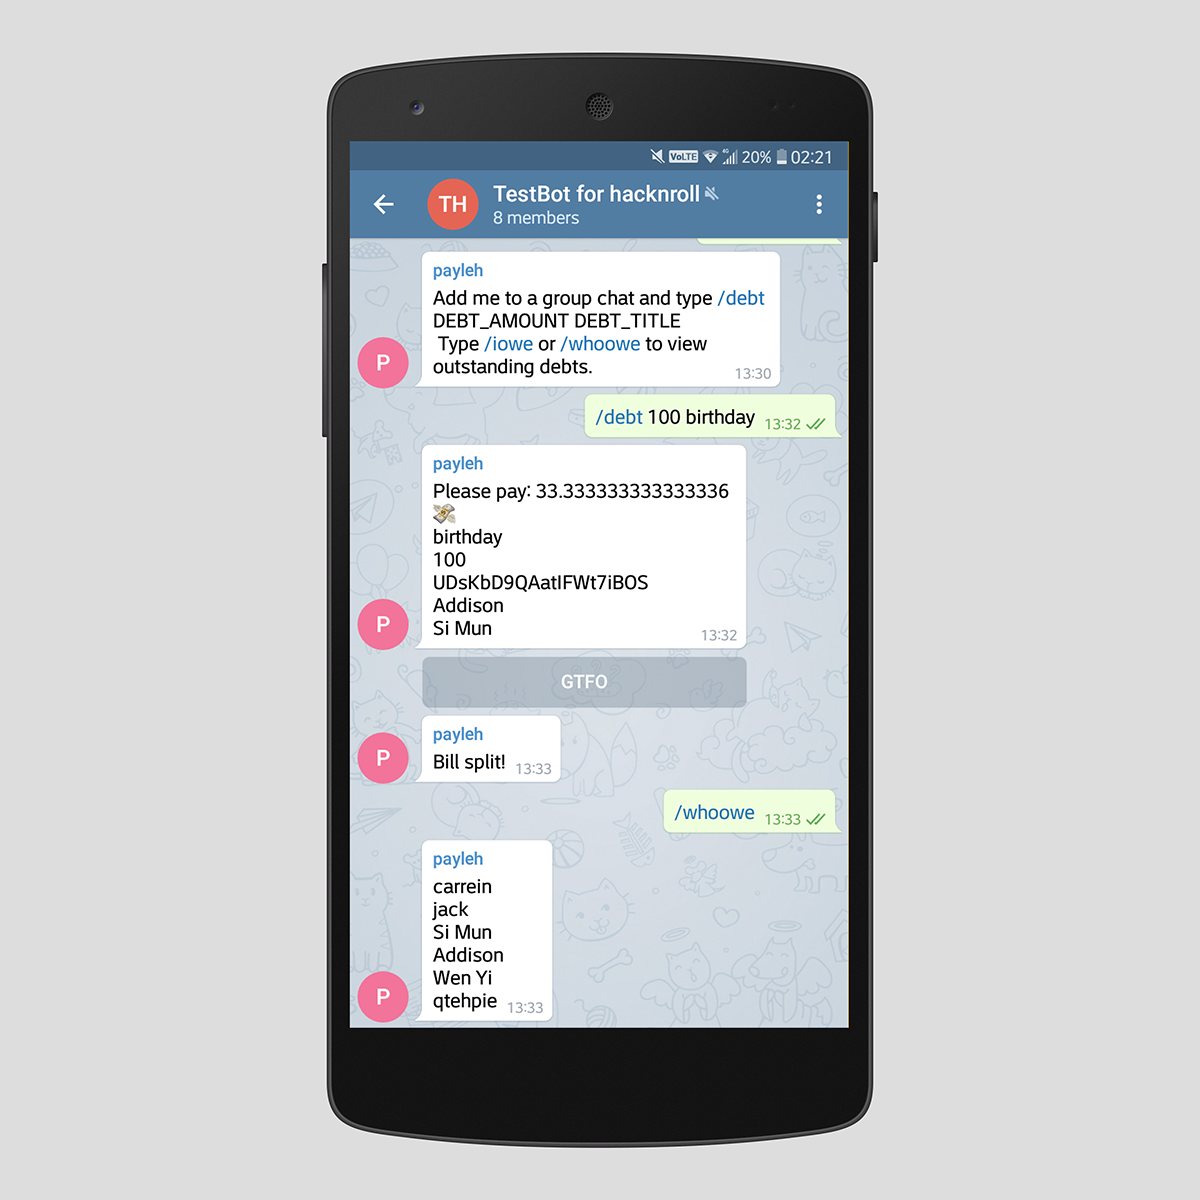 VoLTE 4G 20% 02:21
TH
TestBot for hacknroll
8 members
payleh
Add me to a group chat and type /debt
DEBT_AMOUNT DEBT_TITLE
Type /iowe or /whoowe to view
outstanding debts.
13:30
P
/debt 100 birthday 13:32
payleh
Please pay: 33.333333333333336
💸
birthday
100
UDsKbD9QAatIFWt7iBOS
Addison
Si Mun
13:32
P
GTFO
payleh
Bill split! 13:33
P
/whoowe 13:33
payleh
carrein
jack
Si Mun
Addison
Wen Yi
qtehpie 13:33
P